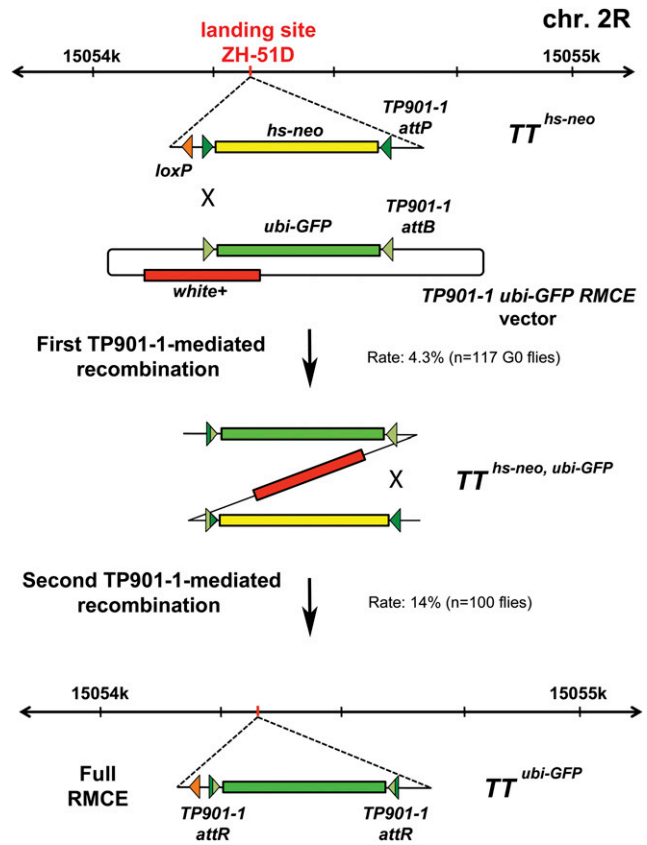 chr. 2R
landing site
ZH-51D
15054k
15055k
TP901-1
attP
hs-neo
TT hs-neo
loxP
X
ubi-GFP
TP901-1
attB
white+
TP901-1 ubi-GFP RMCE
vector
First TP901-1-mediated
recombination
Rate: 4.3% (n=117 G0 flies)
X
TT hs-neo, ubi-GFP
Second TP901-1-mediated
recombination
Rate: 14% (n=100 flies)
15054k
15055k
Full
RMCE
TT ubi-GFP
TP901-1
attR
TP901-1
attR